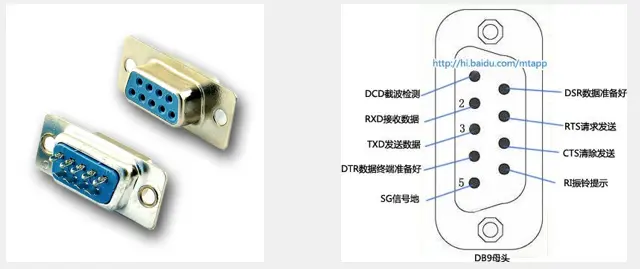 http://hi.baidu.com/mtapp
DCD截波检测
DSR数据准备好
2
RXD接收数据
RTS请求发送
3
TXD发送数据
CTS清除发送
DTR数据终端准备好
RI振铃提示
5
SG信号地
DB9母头